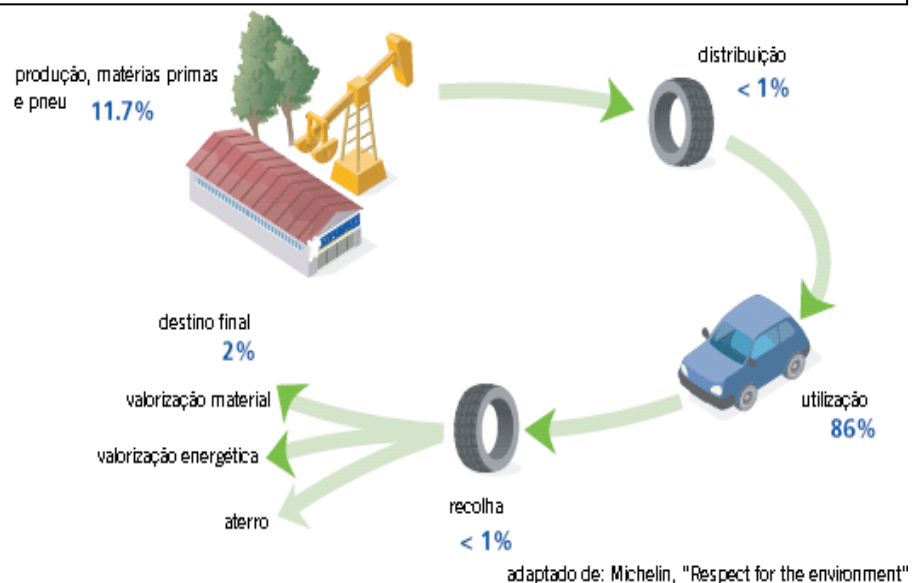 produção, matérias primas
e pneu 11.7%
distribuição
< 1%
utilização
86%
recolha
< 1%
destino final
2%
valorização material
valorização energética
aterro
adaptado de: Michelin, "Respect for the environment"